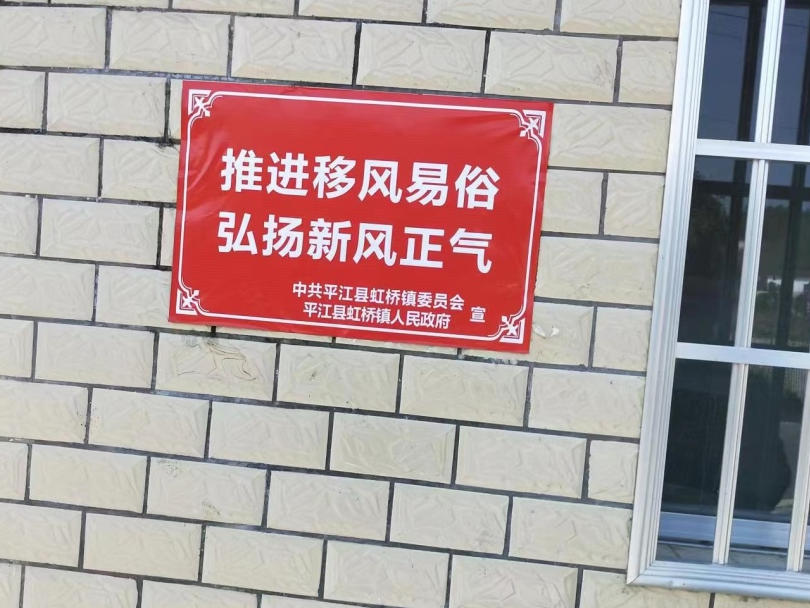 推进移风易俗
弘扬新风正气
中共平江县虹桥镇委员会
平江县虹桥镇人民政府 宣